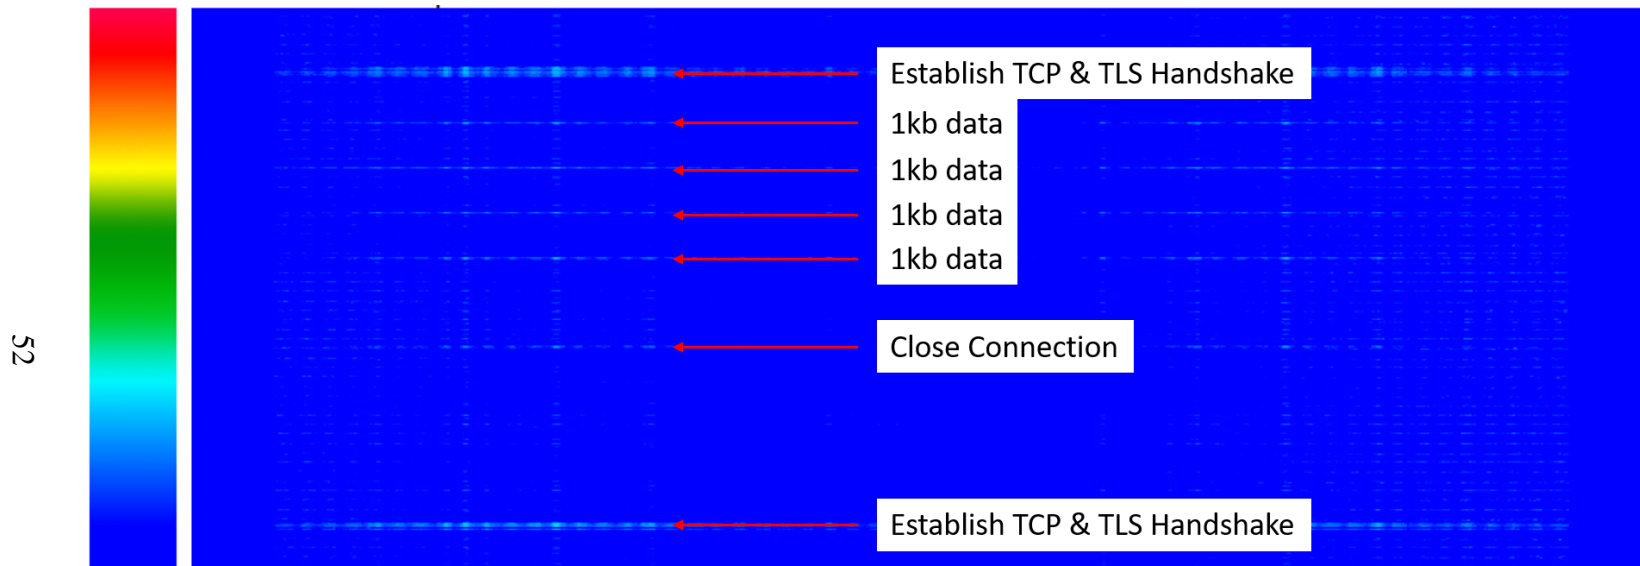 52
Establish TCP & TLS Handshake
1kb data
1kb data
1kb data
1kb data
Close Connection
Establish TCP & TLS Handshake